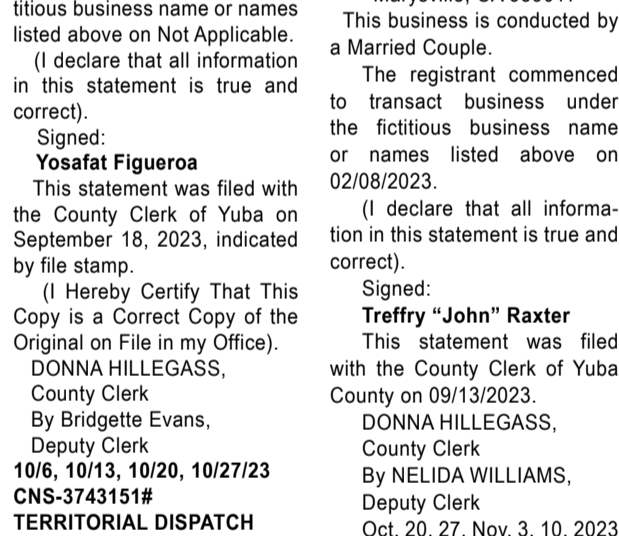 titious business name or names
listed above on Not Applicable.
(I declare that all information
in this statement is true and
correct).
Signed:
Yosafat Figueroa
This statement was filed with
the County Clerk of Yuba on
September 18, 2023, indicated
by file stamp.
(I Hereby Certify That This
Copy is a Correct Copy of the
Original on File in my Office).
DONNA HILLEGASS,
County Clerk
By Bridgette Evans,
Deputy Clerk
10/6, 10/13, 10/20, 10/27/23
CNS-3743151#
TERRITORIAL DISPATCH
This business is conducted by
a Married Couple.
The registrant commenced
to transact business under
the fictitious business name
or names listed above on
02/08/2023.
(I declare that all informa-
tion in this statement is true and
correct).
Signed:
Treffry “John” Raxter
This statement was filed
with the County Clerk of Yuba
County on 09/13/2023.
DONNA HILLEGASS,
County Clerk
By NELIDA WILLIAMS,
Deputy Clerk
Oct. 20, 27, Nov. 3, 10, 2023